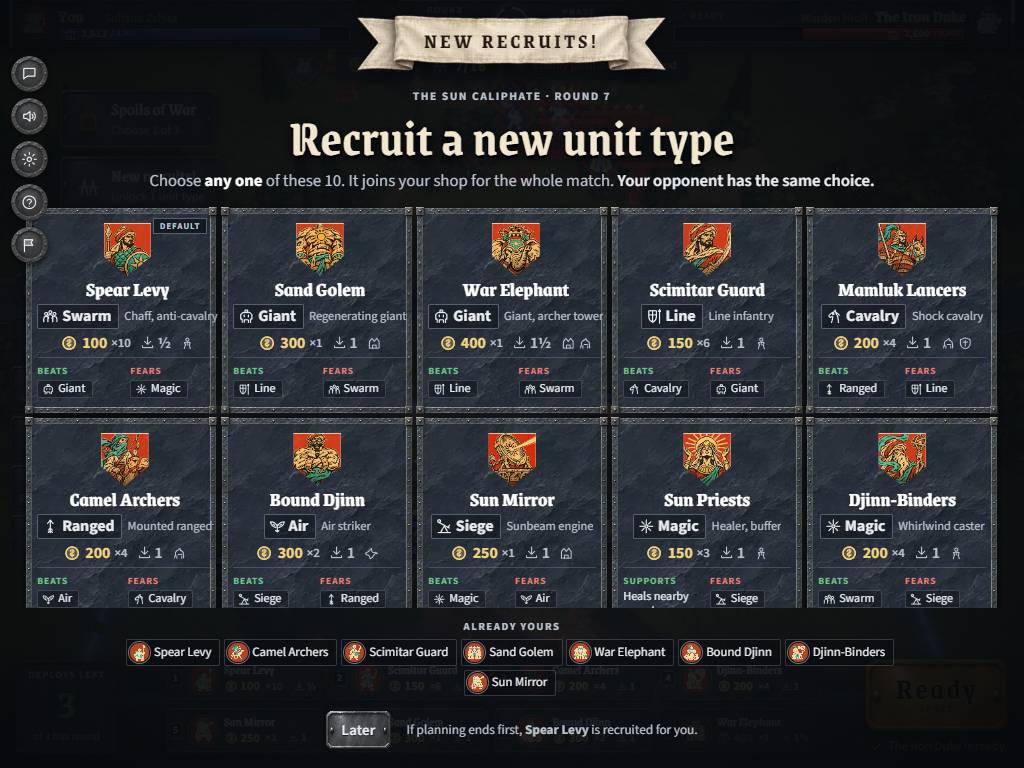 NEW RECRUITS!
THE SUN CALIPHATE · ROUND 7
Recruit a new unit type
Choose any one of these 10. It joins your shop for the whole match. Your opponent has the same choice.
DEFAULT
Spear Levy
Swarm Chaff, anti-cavalry
100 ×10 ½
BEATS FEARS
Giant Magic
Sand Golem
Giant Regenerating giant
300 ×1 1
BEATS FEARS
Line Swarm
War Elephant
Giant Giant, archer tower
400 ×1 1½
BEATS FEARS
Line Swarm
Scimitar Guard
Line Line infantry
150 ×6 1
BEATS FEARS
Cavalry Giant
Mamluk Lancers
Cavalry Shock cavalry
200 ×4 1
BEATS FEARS
Ranged Line
Camel Archers
Ranged Mounted ranged
200 ×4 1
BEATS FEARS
Air Cavalry
Bound Djinn
Air Air striker
300 ×2 1
BEATS FEARS
Siege Ranged
Sun Mirror
Siege Sunbeam engine
250 ×1 1
BEATS FEARS
Magic Air
Sun Priests
Magic Healer, buffer
150 ×3 1
SUPPORTS FEARS
Heals nearby Siege
Djinn-Binders
Magic Whirlwind caster
200 ×4 1
BEATS FEARS
Swarm Siege
ALREADY YOURS
Spear Levy Camel Archers Scimitar Guard Sand Golem War Elephant Bound Djinn Djinn-Binders
Sun Mirror
Later If planning ends first, Spear Levy is recruited for you.
DEPLOYS LEFT
3
Ready